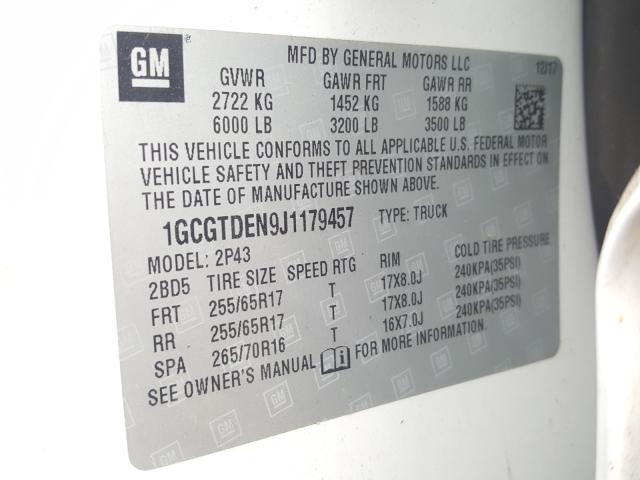 GM
MFD BY GENERAL MOTORS LLC
12/17
GVWR GAWR FRT GAWR RR
2722 KG 1452 KG 1588 KG
6000 LB 3200 LB 3500 LB
THIS VEHICLE CONFORMS TO ALL APPLICABLE U.S. FEDERAL MOTOR
VEHICLE SAFETY AND THEFT PREVENTION STANDARDS IN EFFECT ON
THE DATE OF MANUFACTURE SHOWN ABOVE.
1GCGTDEN9J1179457 TYPE: TRUCK
MODEL: 2P43
2BD5 TIRE SIZE SPEED RTG RIM COLD TIRE PRESSURE
FRT 255/65R17 T 17X8.0J 240KPA(35PSI)
RR 255/65R17 T 17X8.0J 240KPA(35PSI)
SPA 265/70R16 T 16X7.0J 240KPA(35PSI)
SEE OWNER'S MANUAL FOR MORE INFORMATION.